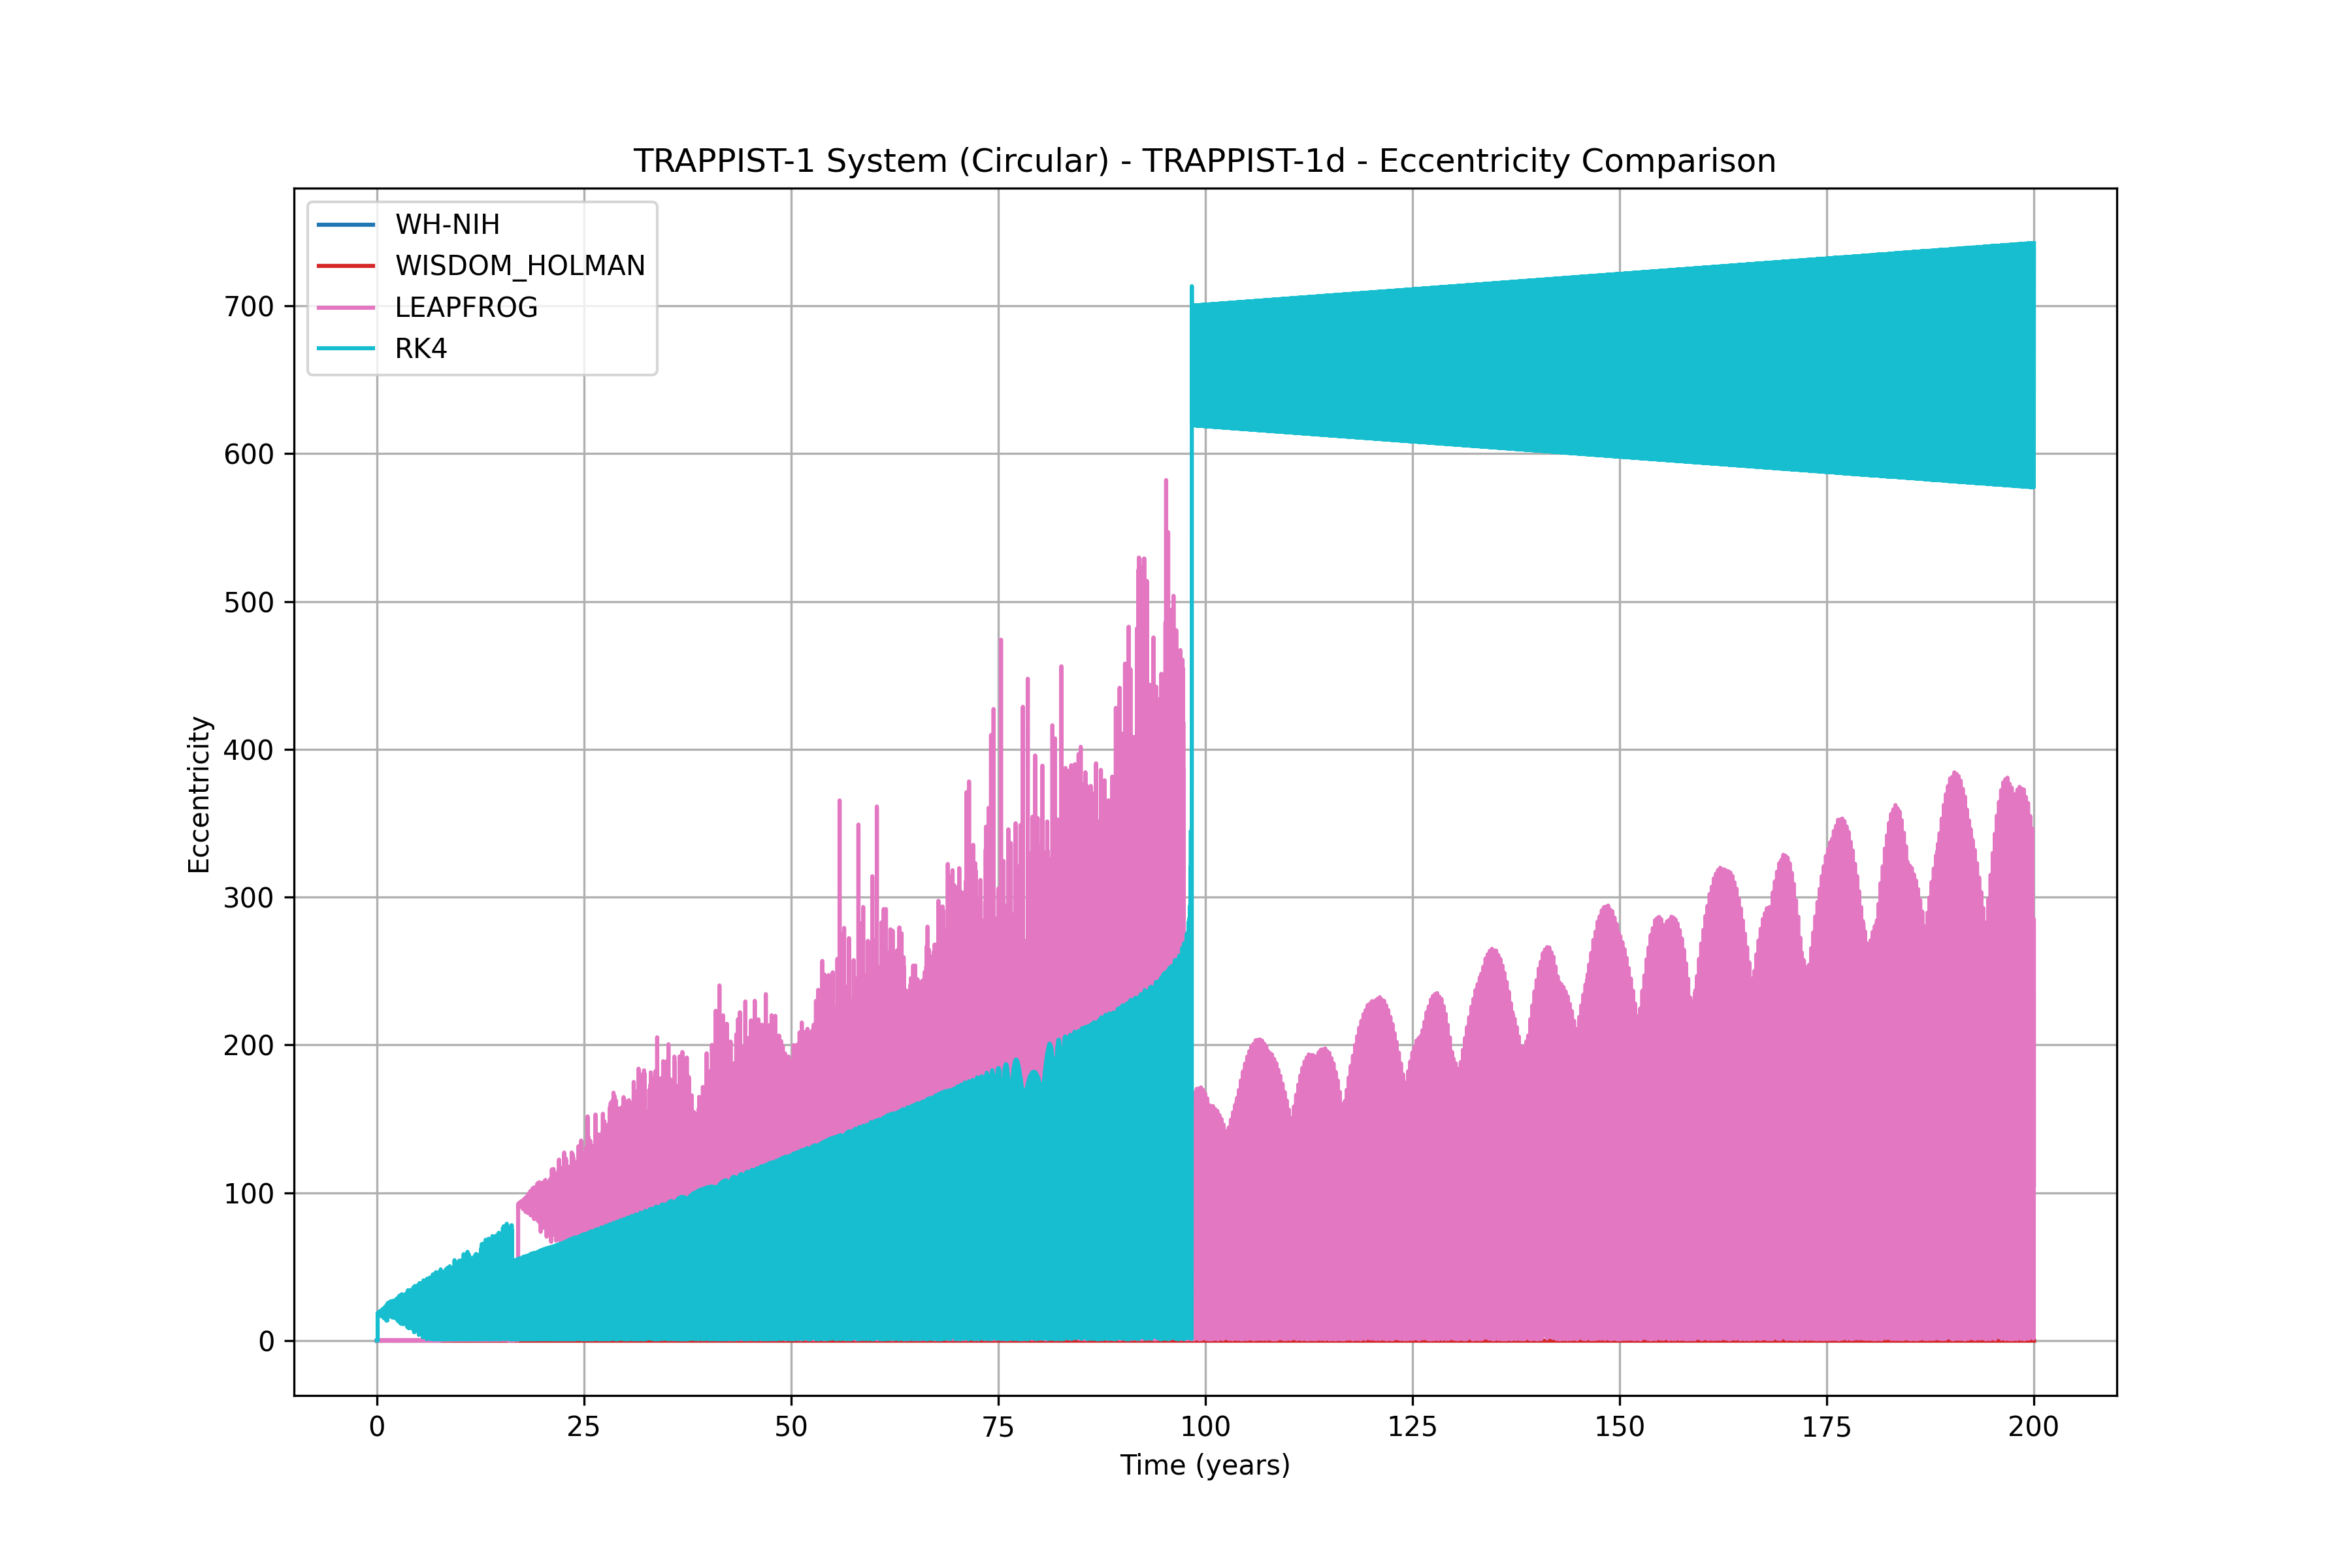 TRAPPIST-1 System (Circular) - TRAPPIST-1d - Eccentricity Comparison
WH-NIH
WISDOM_HOLMAN
LEAPFROG
RK4
Eccentricity
700
600
500
400
300
200
100
0
0 25 50 75 100 125 150 175 200
Time (years)